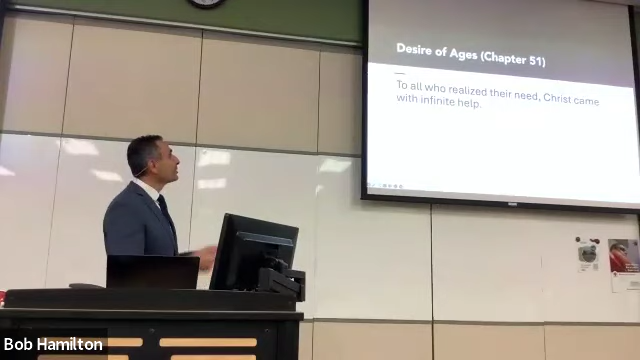 Desire of Ages (Chapter 51)
To all who realized their need, Christ came
with infinite help.
Bob Hamilton